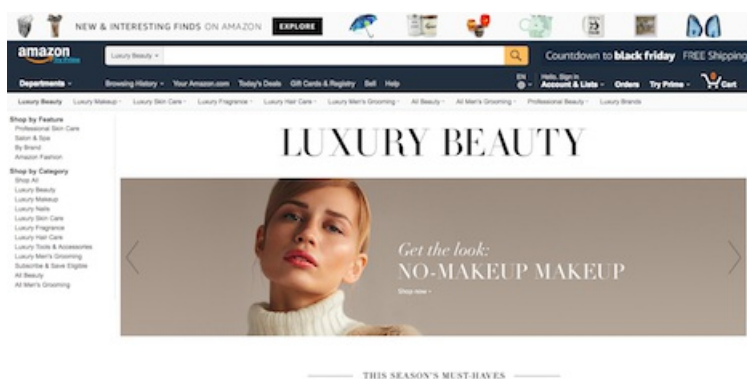 NEW & INTERESTING FINDS ON AMAZON EXPLORE
amazon
Try Prime
Luxury Beauty
Countdown to black friday FREE Shipping
Departments Browsing History Your Amazon.com Today's Deals Gift Cards & Registry Sell Help EN Hello. Sign in Account & Lists Orders Try Prime 0 Cart
Luxury Beauty Luxury Makeup Luxury Skin Care Luxury Fragrance Luxury Hair Care Luxury Men's Grooming All Beauty All Men's Grooming Professional Beauty Luxury Brands
Shop by Feature
Professional Skin Care
Salon & Spa
By Brand
Amazon Fashion
Shop by Category
Shop All
Luxury Beauty
Luxury Makeup
Luxury Nails
Luxury Skin Care
Luxury Fragrance
Luxury Hair Care
Luxury Tools & Accessories
Luxury Men's Grooming
Subscribe & Save Eligible
All Beauty
All Men's Grooming
LUXURY BEAUTY
Get the look:
NO-MAKEUP MAKEUP
Shop now
THIS SEASON'S MUST-HAVES